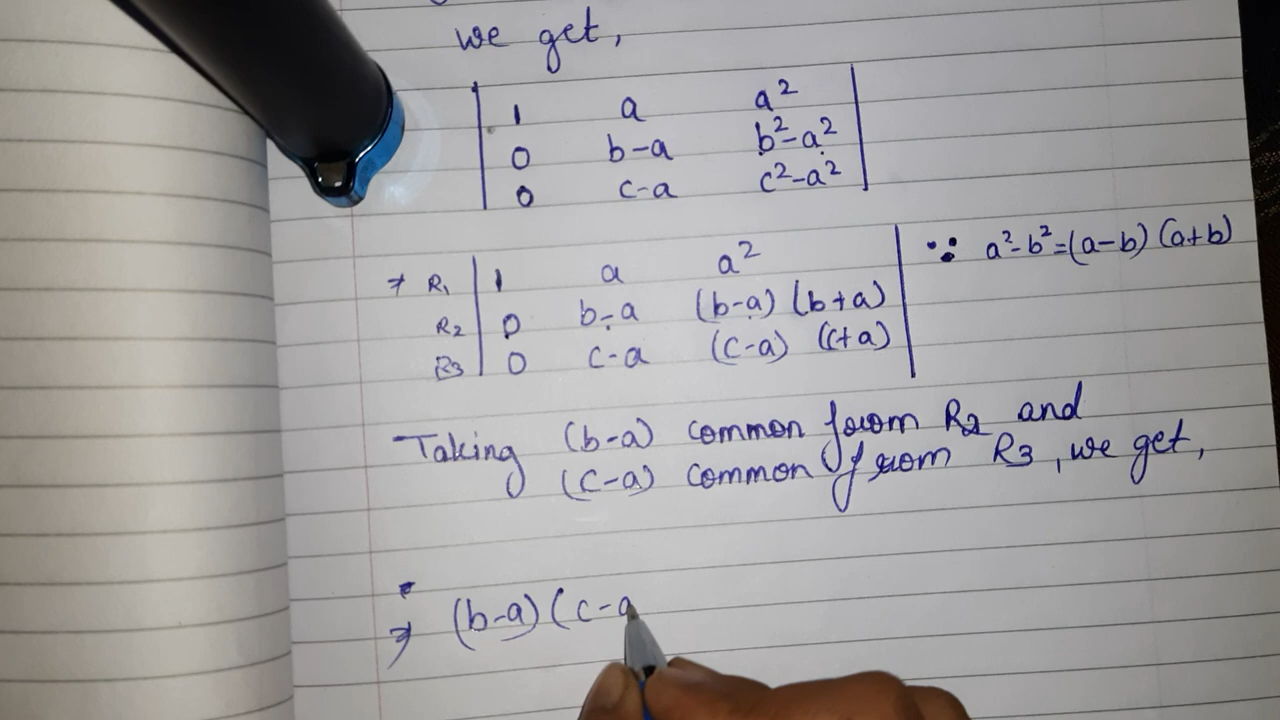 we get,
| 1 a a² |
| 0 b-a b²-a² |
| 0 c-a c²-a² |
⇒ R₁ | 1 a a² | ∵ a²-b²=(a-b) (a+b)
R₂ | 0 b-a (b-a) (b+a) |
R₃ | 0 c-a (c-a) (c+a) |
Taking (b-a) common from R₂ and
(c-a) common from R₃, we get,
⇒ (b-a) (c-a